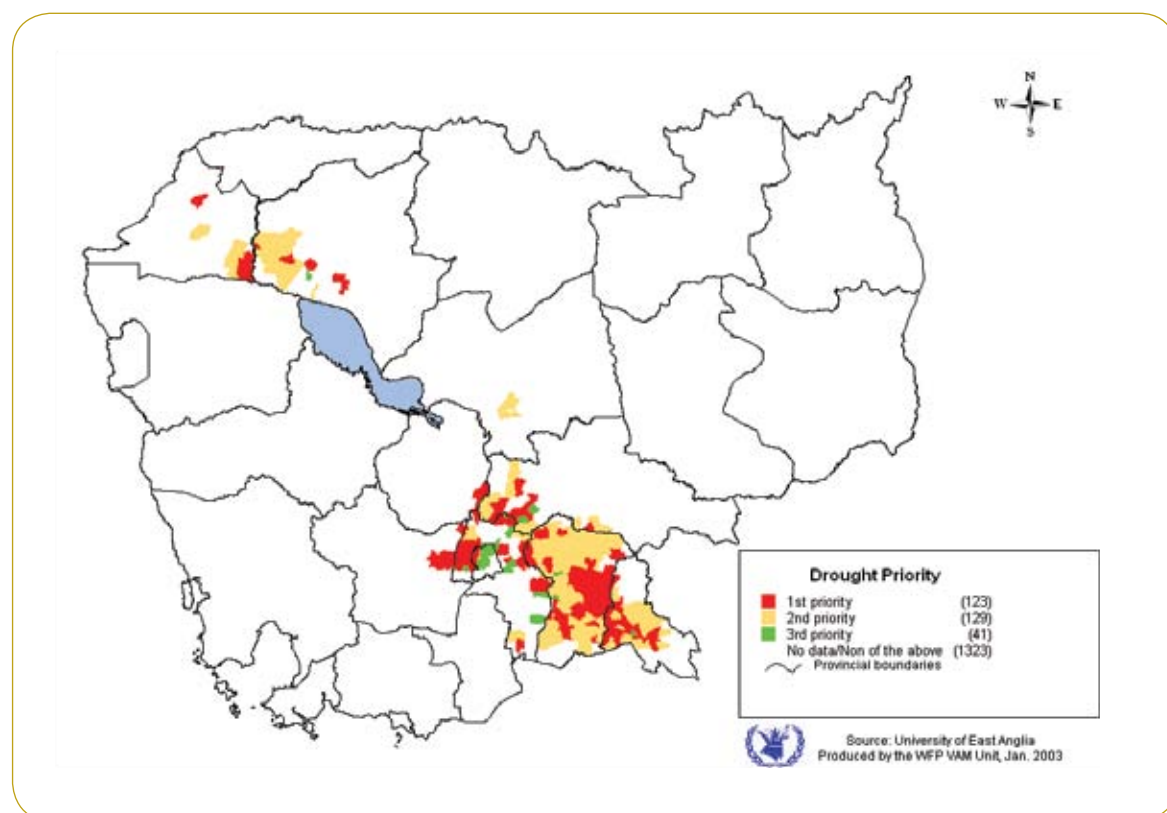 N
W E
S
Drought Priority
1st priority (123)
2nd priority (129)
3rd priority (41)
No data/Non of the above (1323)
Provincial boundaries
Source: University of East Anglia
Produced by the WFP VAM Unit, Jan. 2003